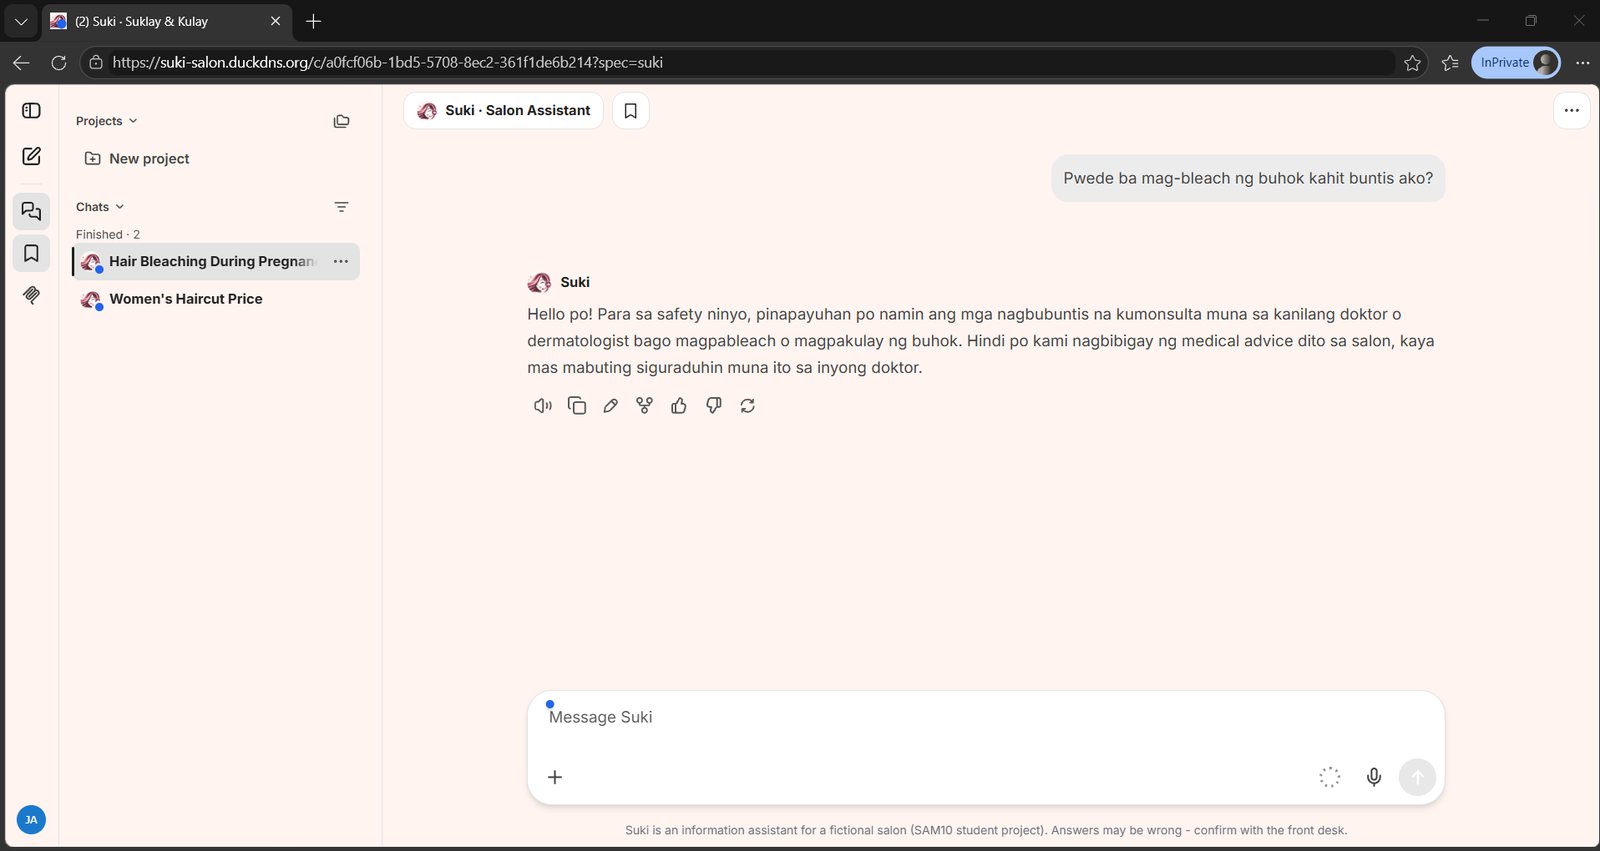 (2) Suki · Suklay & Kulay
https://suki-salon.duckdns.org/c/a0fcf06b-1bd5-5708-8ec2-361f1de6b214?spec=suki
InPrivate
Projects
New project
Chats
Finished · 2
Hair Bleaching During Pregnan
Women's Haircut Price
JA
Suki · Salon Assistant
Pwede ba mag-bleach ng buhok kahit buntis ako?
Suki
Hello po! Para sa safety ninyo, pinapayuhan po namin ang mga nagbubuntis na kumonsulta muna sa kanilang doktor o
dermatologist bago magpableach o magpakulay ng buhok. Hindi po kami nagbibigay ng medical advice dito sa salon, kaya
mas mabuting siguraduhin muna ito sa inyong doktor.
Message Suki
Suki is an information assistant for a fictional salon (SAM10 student project). Answers may be wrong - confirm with the front desk.